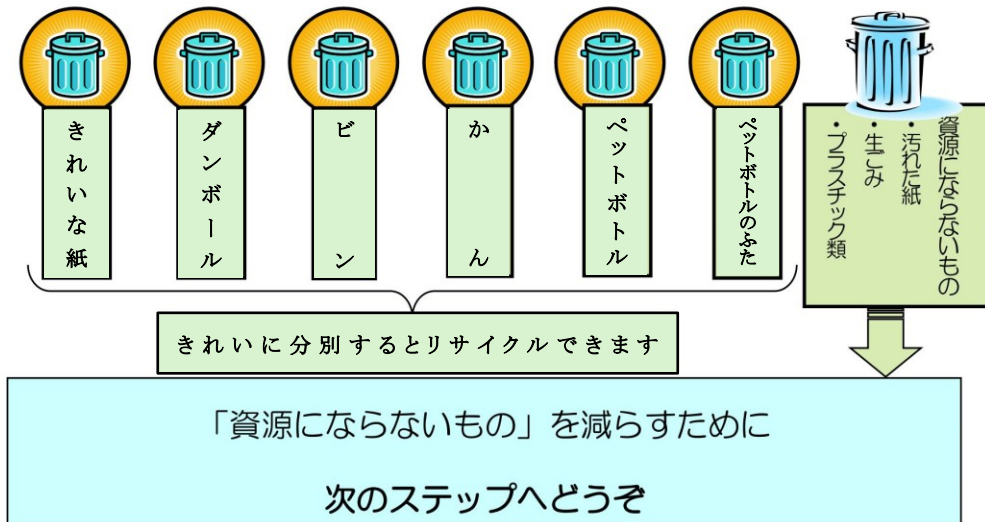 きれいな紙
ダンボール
ビン
かん
ペットボトル
ペットボトルのふた
資源にならないもの
・汚れた紙
・生ごみ
・プラスチック類
きれいに分別するとリサイクルできます
「資源にならないもの」を減らすために
次のステップへどうぞ